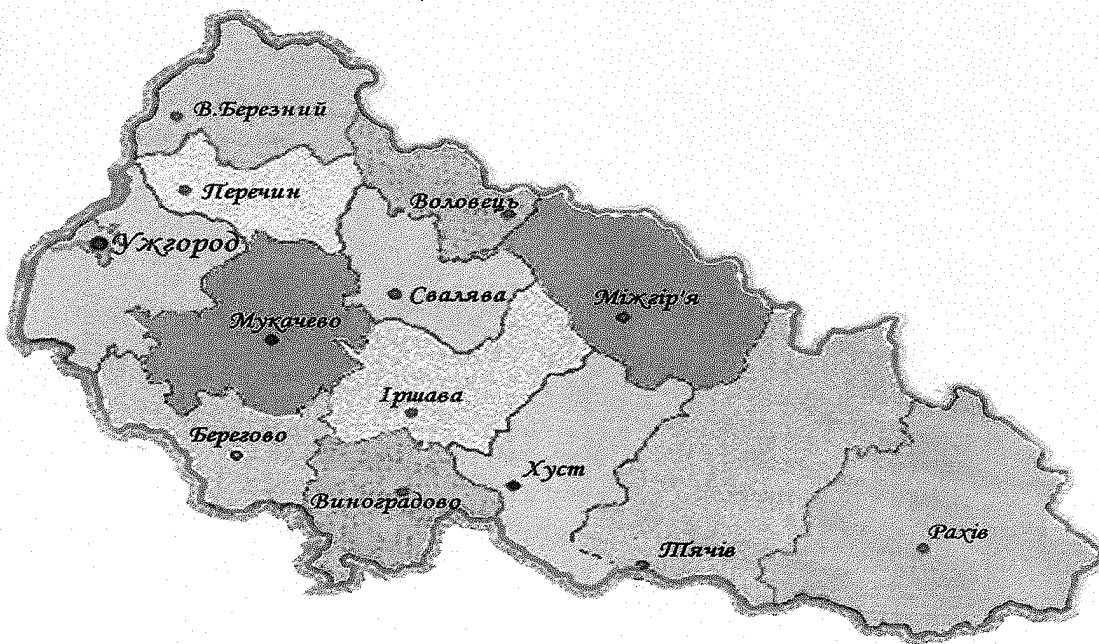 В.Березний
Перечин
Воловець
Ужгород
Свалява
Міжгір'я
Мукачево
Іршава
Берегово
Хуст
Виноградово
Тячів
Рахів